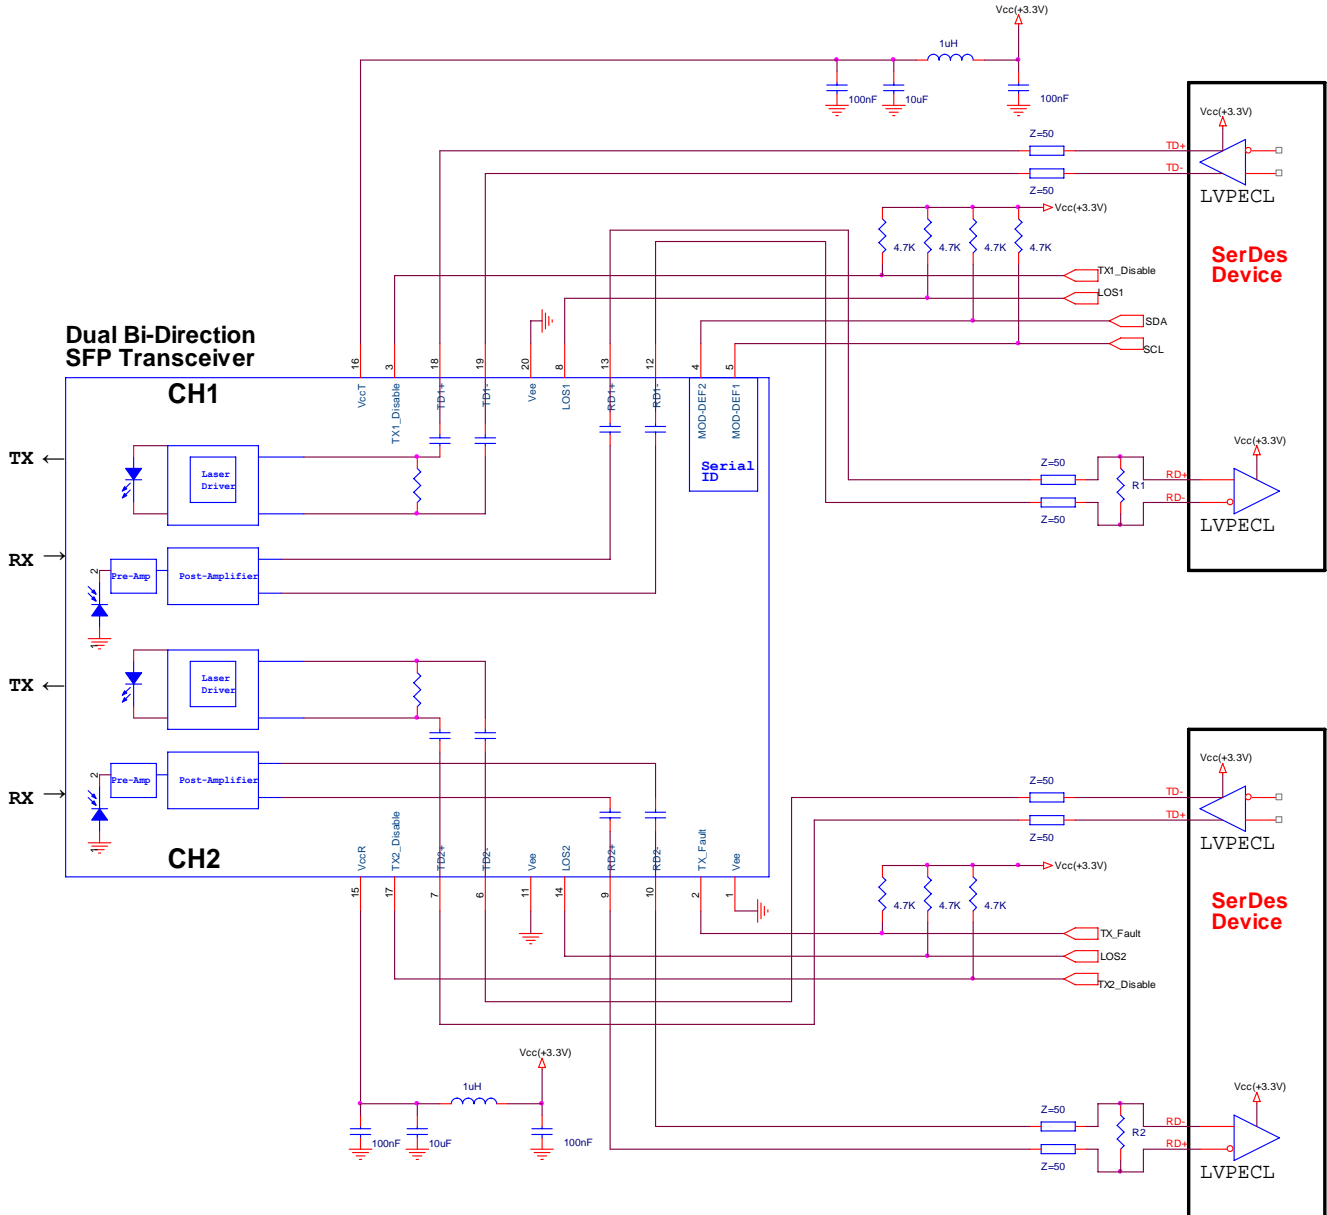 Vcc(+3.3V)
1uH
100nF
10uF
100nF
Vcc(+3.3V)
Z=50
TD+
TD-
Z=50
LVPECL
Vcc(+3.3V)
4.7K
4.7K
4.7K
4.7K
SerDes
Device
TX1_Disable
LOS1
SDA
SCL
Dual Bi-Direction
SFP Transceiver
CH1
16
3
18
19
20
8
13
12
4
5
VccT
TX1_Disable
TD1+
TD1-
Vee
LOS1
RD1+
RD1-
MOD-DEF2
MOD-DEF1
Serial
ID
TX ←
Laser
Driver
Vcc(+3.3V)
Z=50
RD+
R1
RD-
Z=50
LVPECL
RX →
2
Pre-Amp
Post-Amplifier
1
TX ←
Laser
Driver
RX →
2
Pre-Amp
Post-Amplifier
1
Vcc(+3.3V)
Z=50
TD-
TD+
Z=50
LVPECL
CH2
VccR
TX2_Disable
TD2+
TD2-
Vee
LOS2
RD2+
RD2-
TX_Fault
Vee
15
17
7
6
11
14
9
10
2
1
Vcc(+3.3V)
4.7K
4.7K
4.7K
SerDes
Device
TX_Fault
LOS2
TX2_Disable
Vcc(+3.3V)
1uH
100nF
10uF
100nF
Vcc(+3.3V)
Z=50
RD-
R2
RD+
Z=50
LVPECL